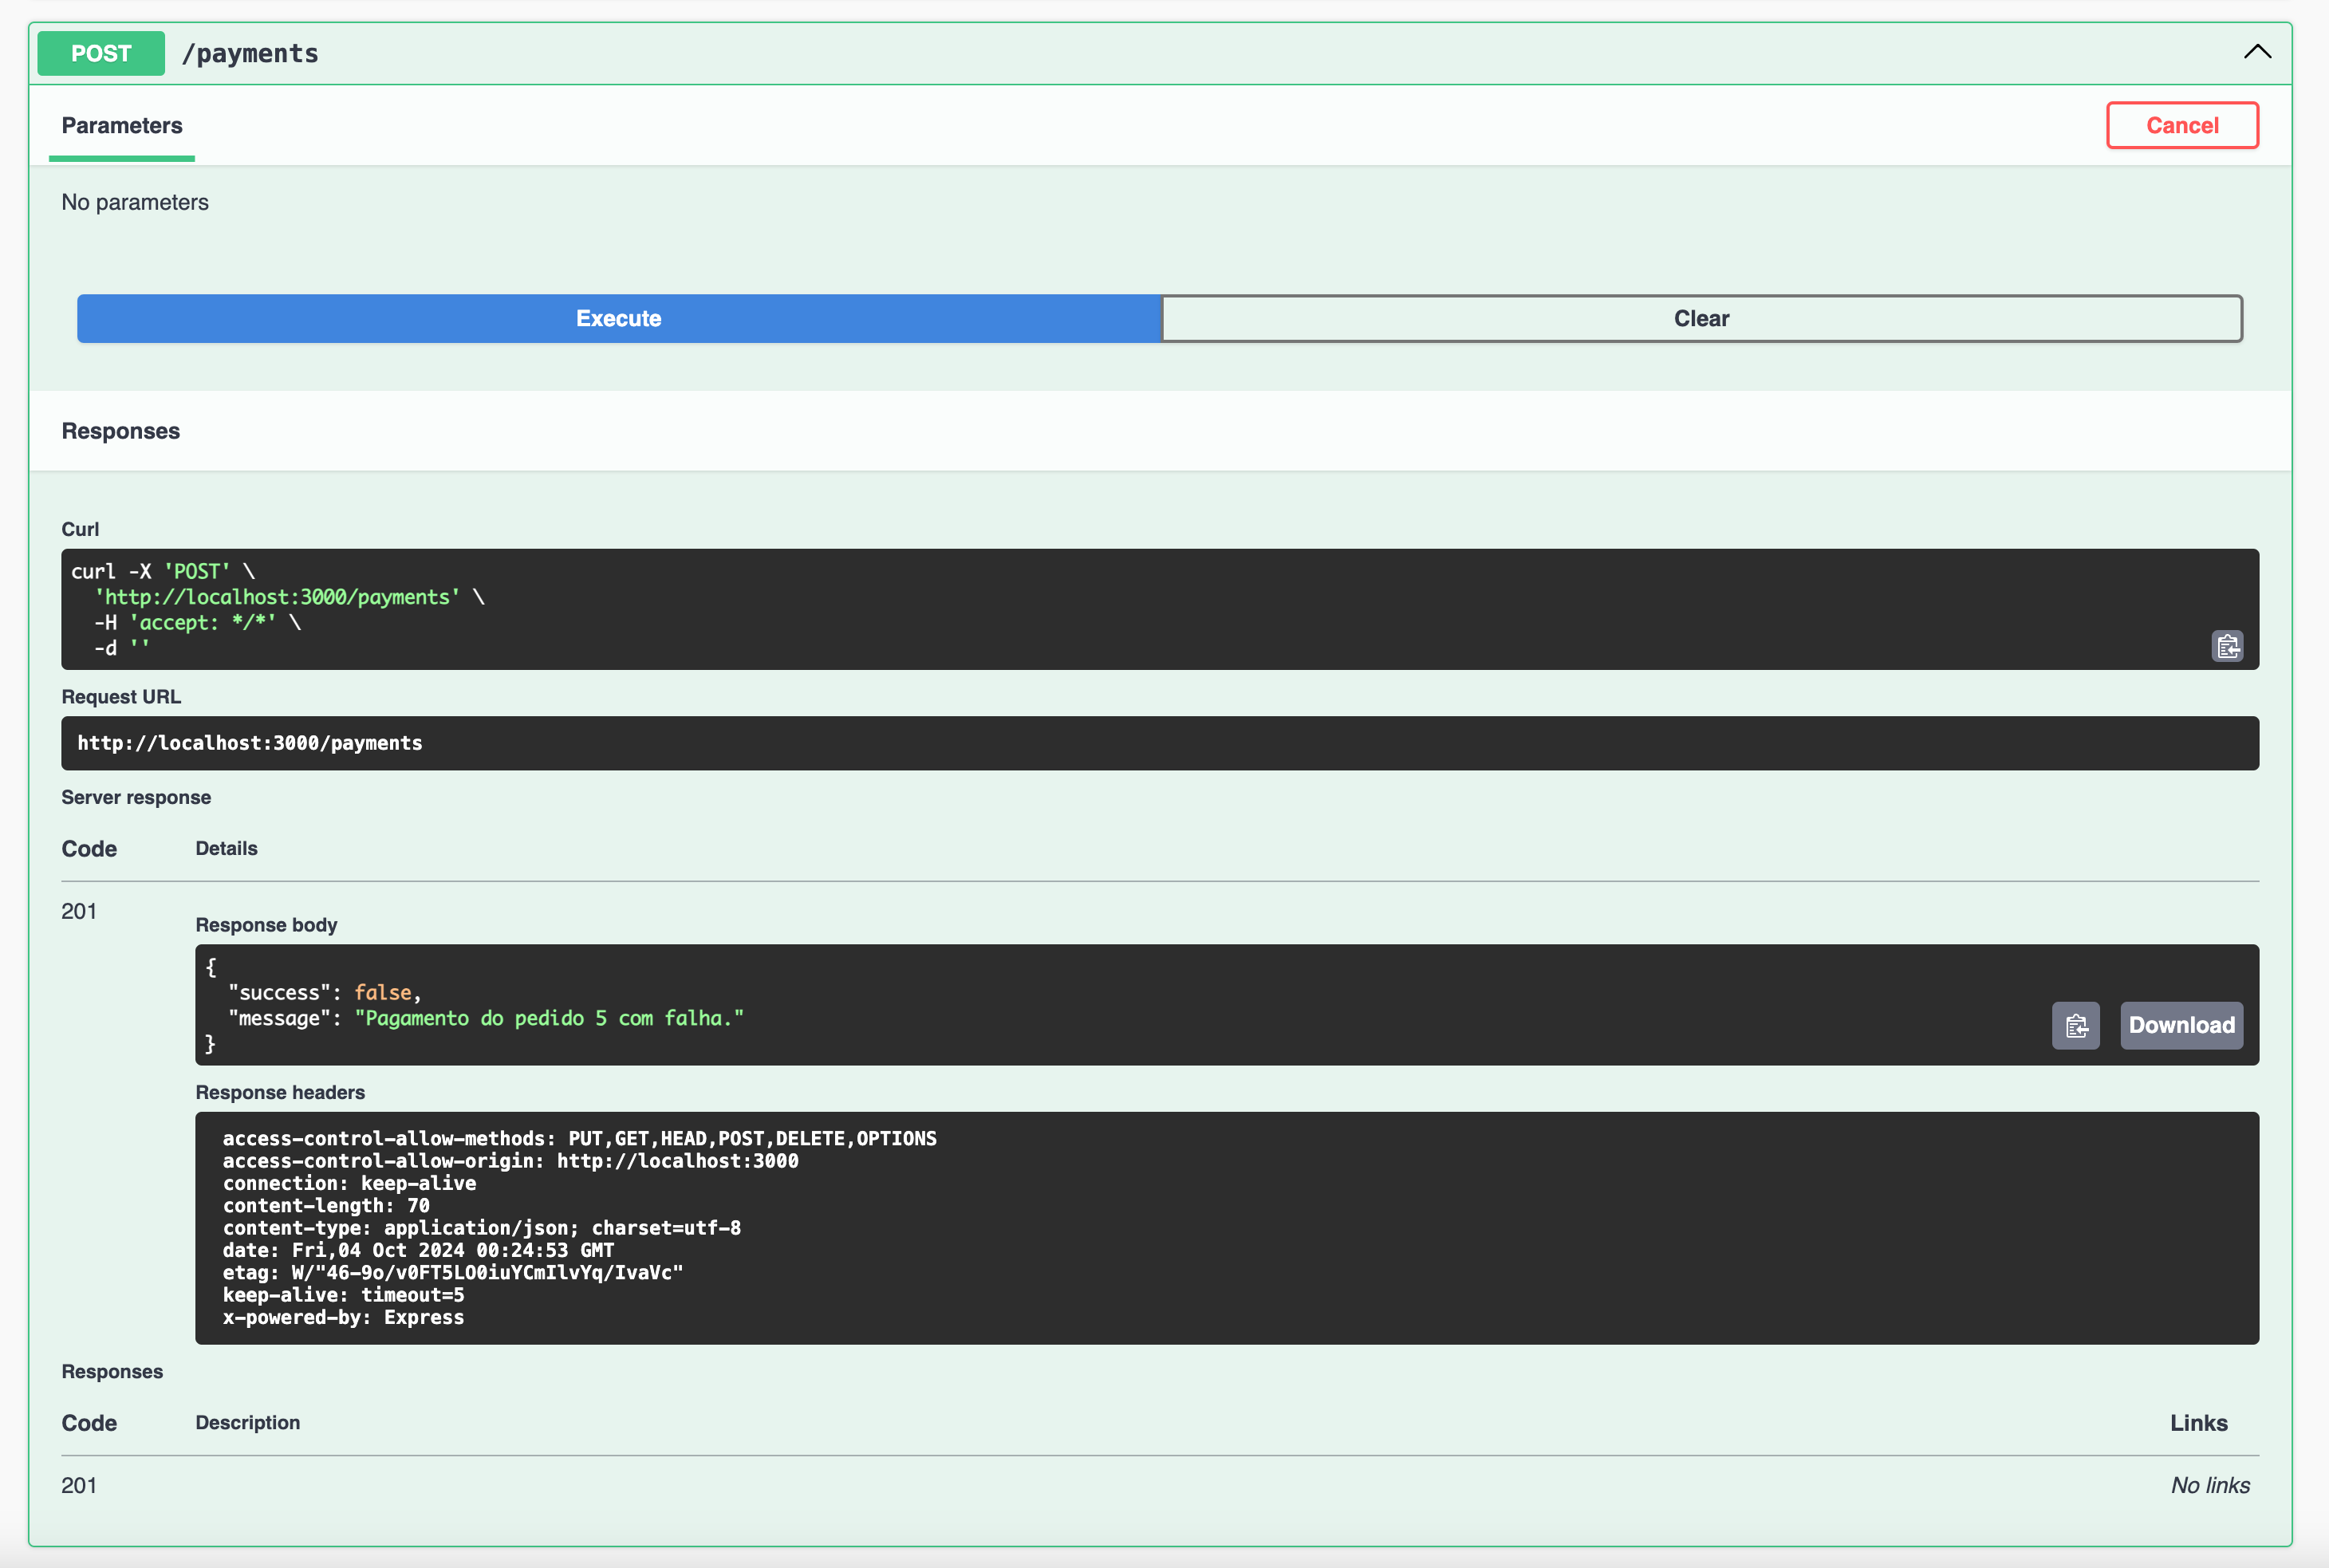 POST /payments
Parameters
Cancel
No parameters
Execute
Clear
Responses
Curl
curl -X 'POST' \
  'http://localhost:3000/payments' \
  -H 'accept: */*' \
  -d ''
Request URL
http://localhost:3000/payments
Server response
Code Details
201
Response body
{
  "success": false,
  "message": "Pagamento do pedido 5 com falha."
}
Download
Response headers
access-control-allow-methods: PUT,GET,HEAD,POST,DELETE,OPTIONS
access-control-allow-origin: http://localhost:3000
connection: keep-alive
content-length: 70
content-type: application/json; charset=utf-8
date: Fri,04 Oct 2024 00:24:53 GMT
etag: W/"46-9o/v0FT5LO0iuYCmIlvYq/IvaVc"
keep-alive: timeout=5
x-powered-by: Express
Responses
Code Description Links
201 No links